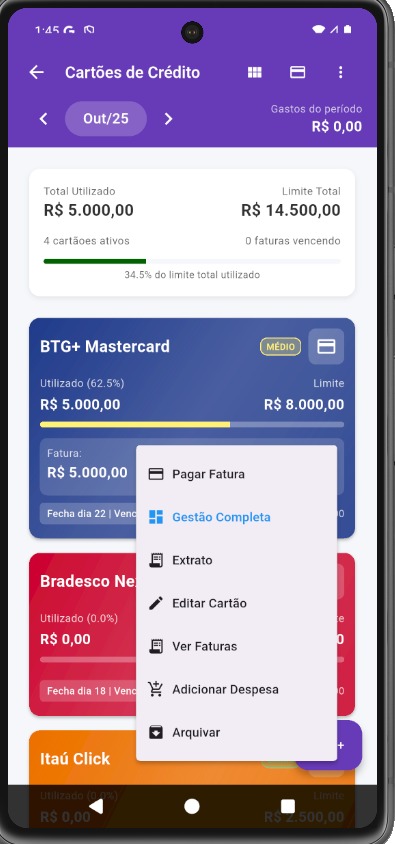 1:45
Cartões de Crédito
Out/25
Gastos do período
R$ 0,00
Total Utilizado Limite Total
R$ 5.000,00 R$ 14.500,00
4 cartãoes ativos 0 faturas vencendo
34.5% do limite total utilizado
BTG+ Mastercard MÉDIO
Utilizado (62.5%) Limite
R$ 5.000,00 R$ 8.000,00
Fatura:
R$ 5.000,00
Fecha dia 22 | Venc
Pagar Fatura
Gestão Completa
Extrato
Editar Cartão
Ver Faturas
Adicionar Despesa
Arquivar
Bradesco Ne
Utilizado (0.0%)
R$ 0,00
Fecha dia 18 | Venc
Itaú Click
+
Utilizado (0.0%) Limite
R$ 0,00 R$ 2.500,00